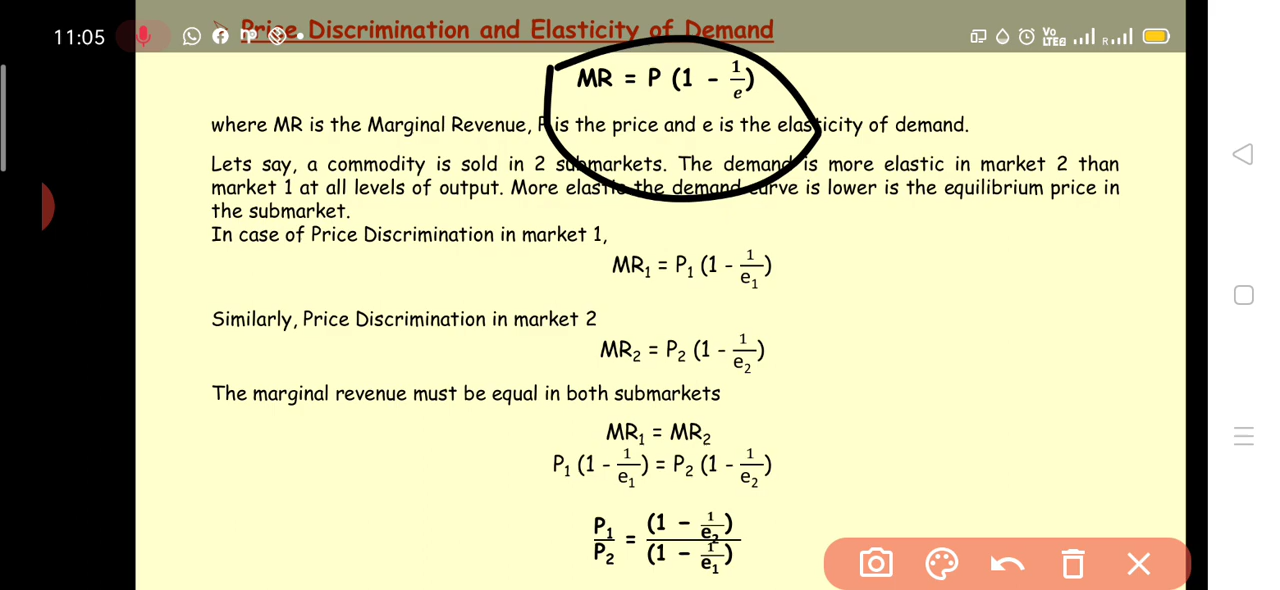 11:05
Price Discrimination and Elasticity of Demand
Vo LTE2 R
MR = P (1 - 1/e)
where MR is the Marginal Revenue, P is the price and e is the elasticity of demand.
Lets say, a commodity is sold in 2 submarkets. The demand is more elastic in market 2 than
market 1 at all levels of output. More elastic the demand curve is lower is the equilibrium price in
the submarket.
In case of Price Discrimination in market 1,
MR₁ = P₁ (1 - 1/e₁)
Similarly, Price Discrimination in market 2
MR₂ = P₂ (1 - 1/e₂)
The marginal revenue must be equal in both submarkets
MR₁ = MR₂
P₁ (1 - 1/e₁) = P₂ (1 - 1/e₂)
P₁/P₂ = (1 - 1/e₂)/(1 - 1/e₁)